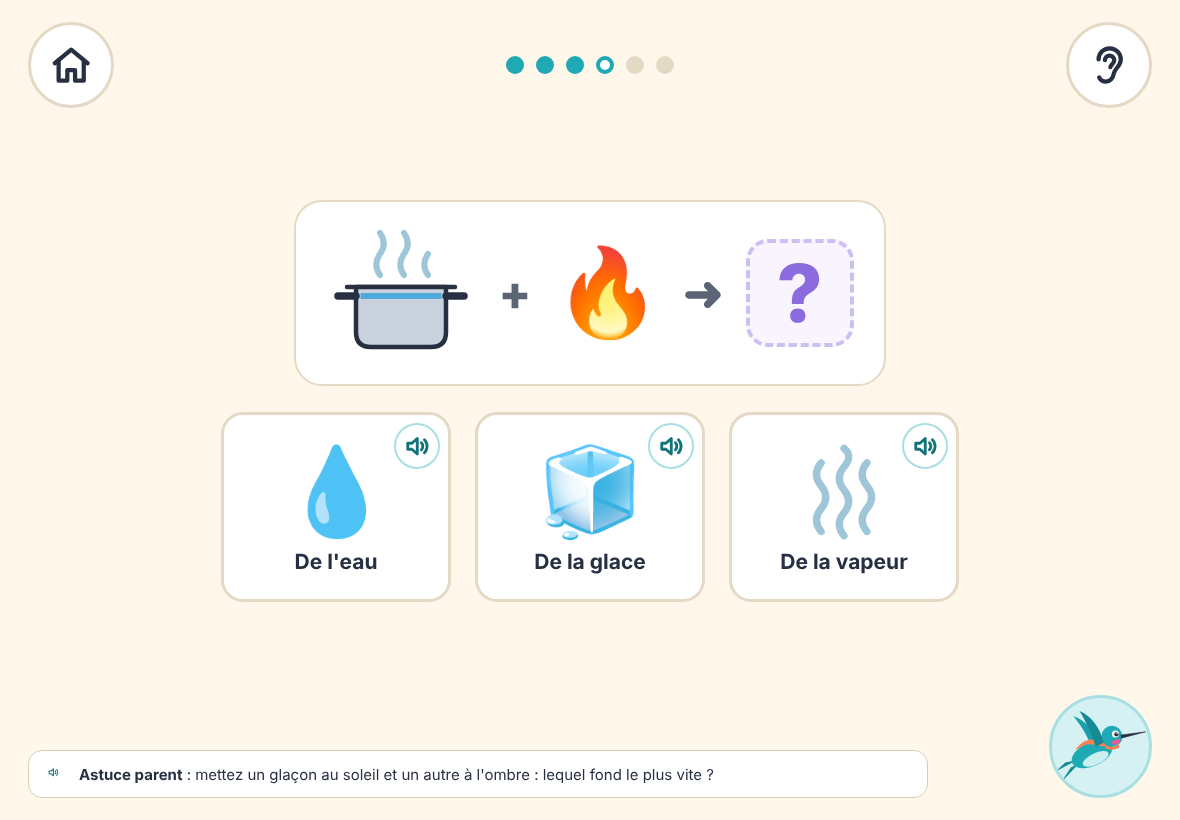 +
?
De l'eau
De la glace
De la vapeur
Astuce parent : mettez un glaçon au soleil et un autre à l'ombre : lequel fond le plus vite ?